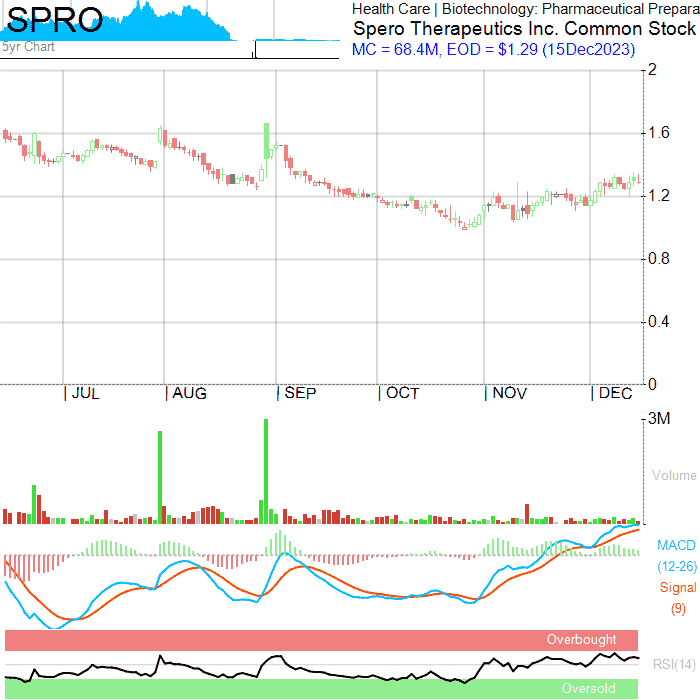 SPRO
5yr Chart
Health Care | Biotechnology: Pharmaceutical Prepara
Spero Therapeutics Inc. Common Stock
MC = 68.4M, EOD = $1.29 (15Dec2023)
2
1.6
1.2
0.8
0.4
0
JUL AUG SEP OCT NOV DEC
3M
Volume
MACD
(12-26)
Signal
(9)
Overbought
RSI(14)
Oversold